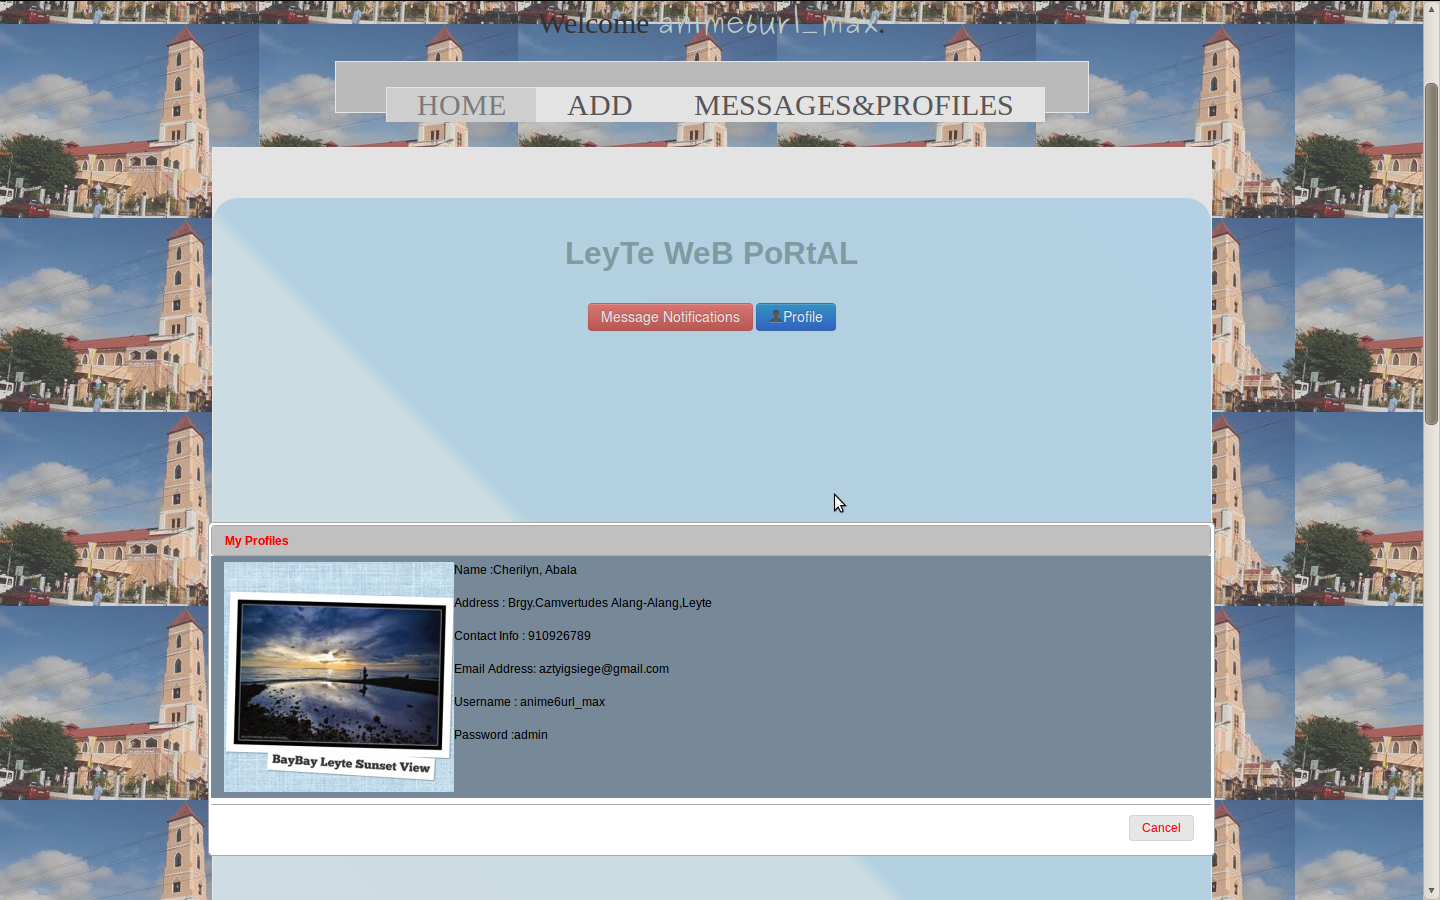 Welcome anime6url_max.
HOME ADD MESSAGES&PROFILES
LeyTe WeB PoRtAL
Message Notifications Profile
My Profiles
Name :Cherilyn, Abala
Address : Brgy.Camvertudes Alang-Alang,Leyte
Contact Info : 910926789
Email Address: aztyigsiege@gmail.com
Username : anime6url_max
Password :admin
BayBay Leyte Sunset View
Cancel